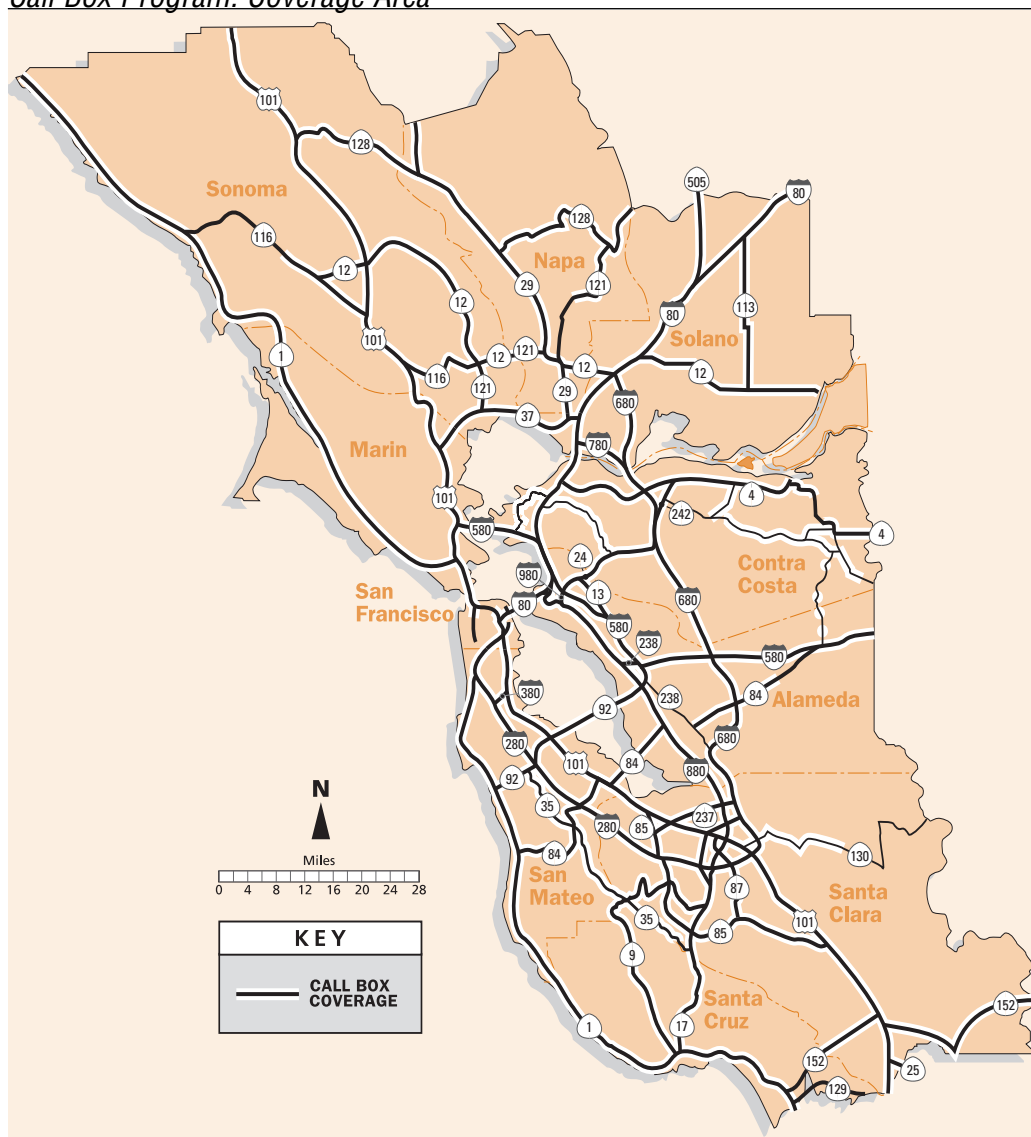 Call Box Program: Coverage Area
101
128
Sonoma
505
80
116
128
Napa
12
29
121
12
80
113
Solano
1
101
116
12
121
12
12
121
29
680
37
Marin
780
101
4
242
580
4
24
Contra
Costa
980
San
Francisco
13
80
680
580
238
580
380
92
238
84
Alameda
280
680
101
84
880
92
N
35
280
85
237
Miles
0 4 8 12 16 20 24 28
84
130
San
Mateo
87
Santa
Clara
35
101
85
KEY
9
CALL BOX
COVERAGE
Santa
Cruz
152
1
17
152
25
129